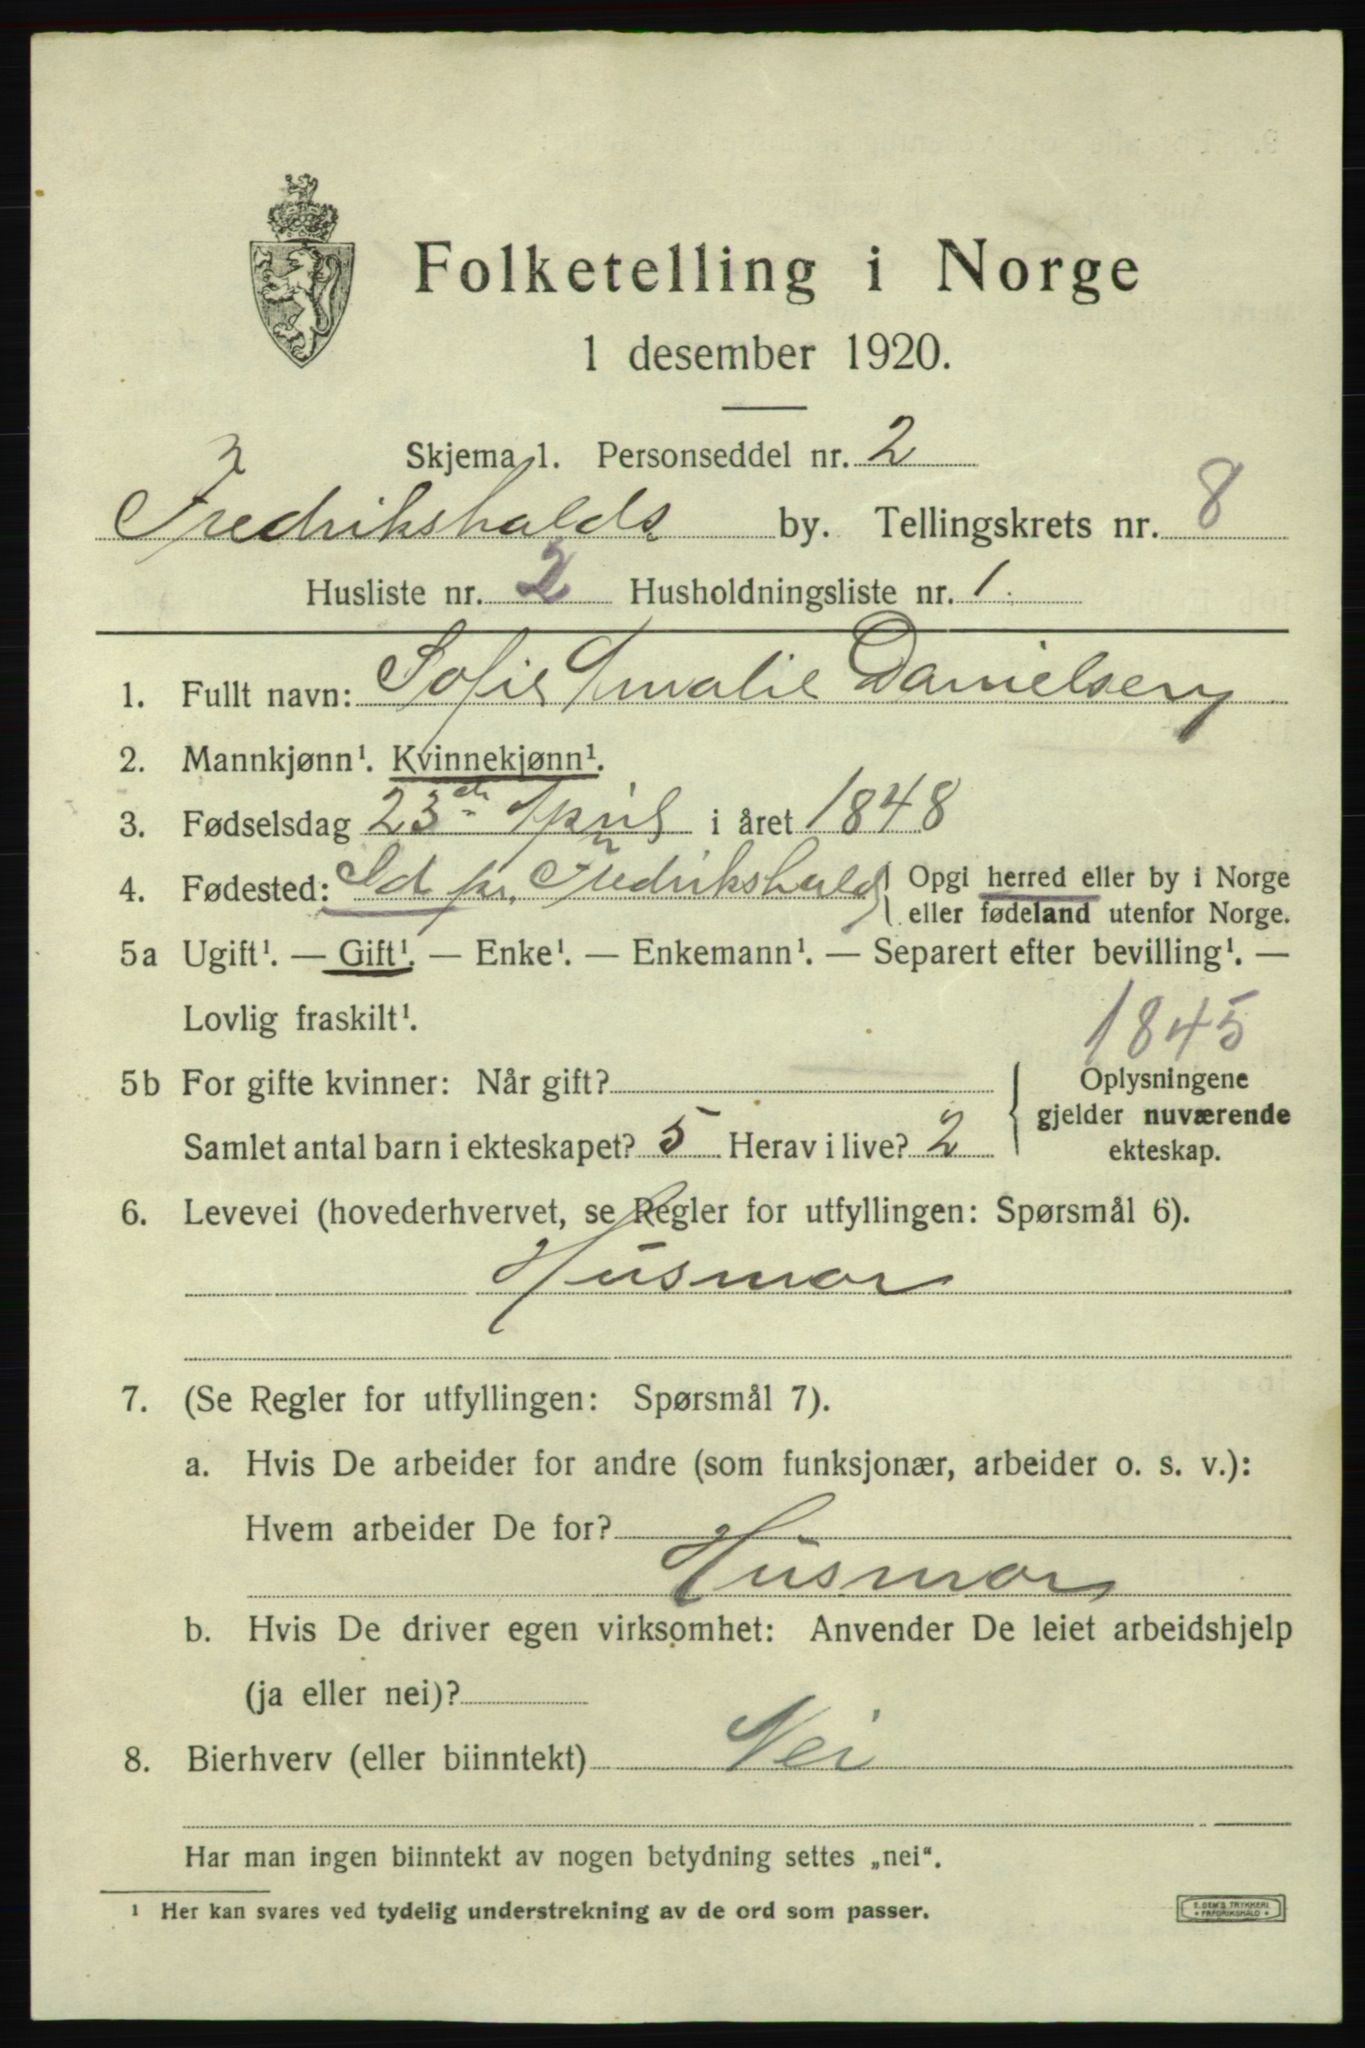 Folketelling i Norge
1 desember 1920.
Skjema 1. Personseddel nr. 2
Fredrikshalds by. Tellingskrets nr. 8
Husliste nr. 2 Husholdningsliste nr. 1.
1. Fullt navn: Sofie Amalie Danielsen
2. Mannkjønn¹. Kvinnekjønn¹.
3. Fødselsdag 23de April i året 1848
4. Fødested: Id pr. Fredrikshald { Opgi herred eller by i Norge
eller fødeland utenfor Norge.
5a Ugift¹. — Gift¹. — Enke¹. — Enkemann¹. — Separert efter bevilling¹. —
Lovlig fraskilt¹.
1845
5b For gifte kvinner: Når gift? { Oplysningene
gjelder nuværende
Samlet antal barn i ekteskapet? 5 Herav i live? 2 ekteskap.
6. Levevei (hovederhvervet, se Regler for utfyllingen: Spørsmål 6).
Husmor
7. (Se Regler for utfyllingen: Spørsmål 7).
a. Hvis De arbeider for andre (som funksjonær, arbeider o. s. v.):
Hvem arbeider De for?
Husmor
b. Hvis De driver egen virksomhet: Anvender De leiet arbeidshjelp
(ja eller nei)?
8. Bierhverv (eller biinntekt) Nei
Har man ingen biinntekt av nogen betydning settes „nei“.
¹ Her kan svares ved tydelig understrekning av de ord som passer.
E. SEM'S TRYKKERI
FREDRIKSHALD